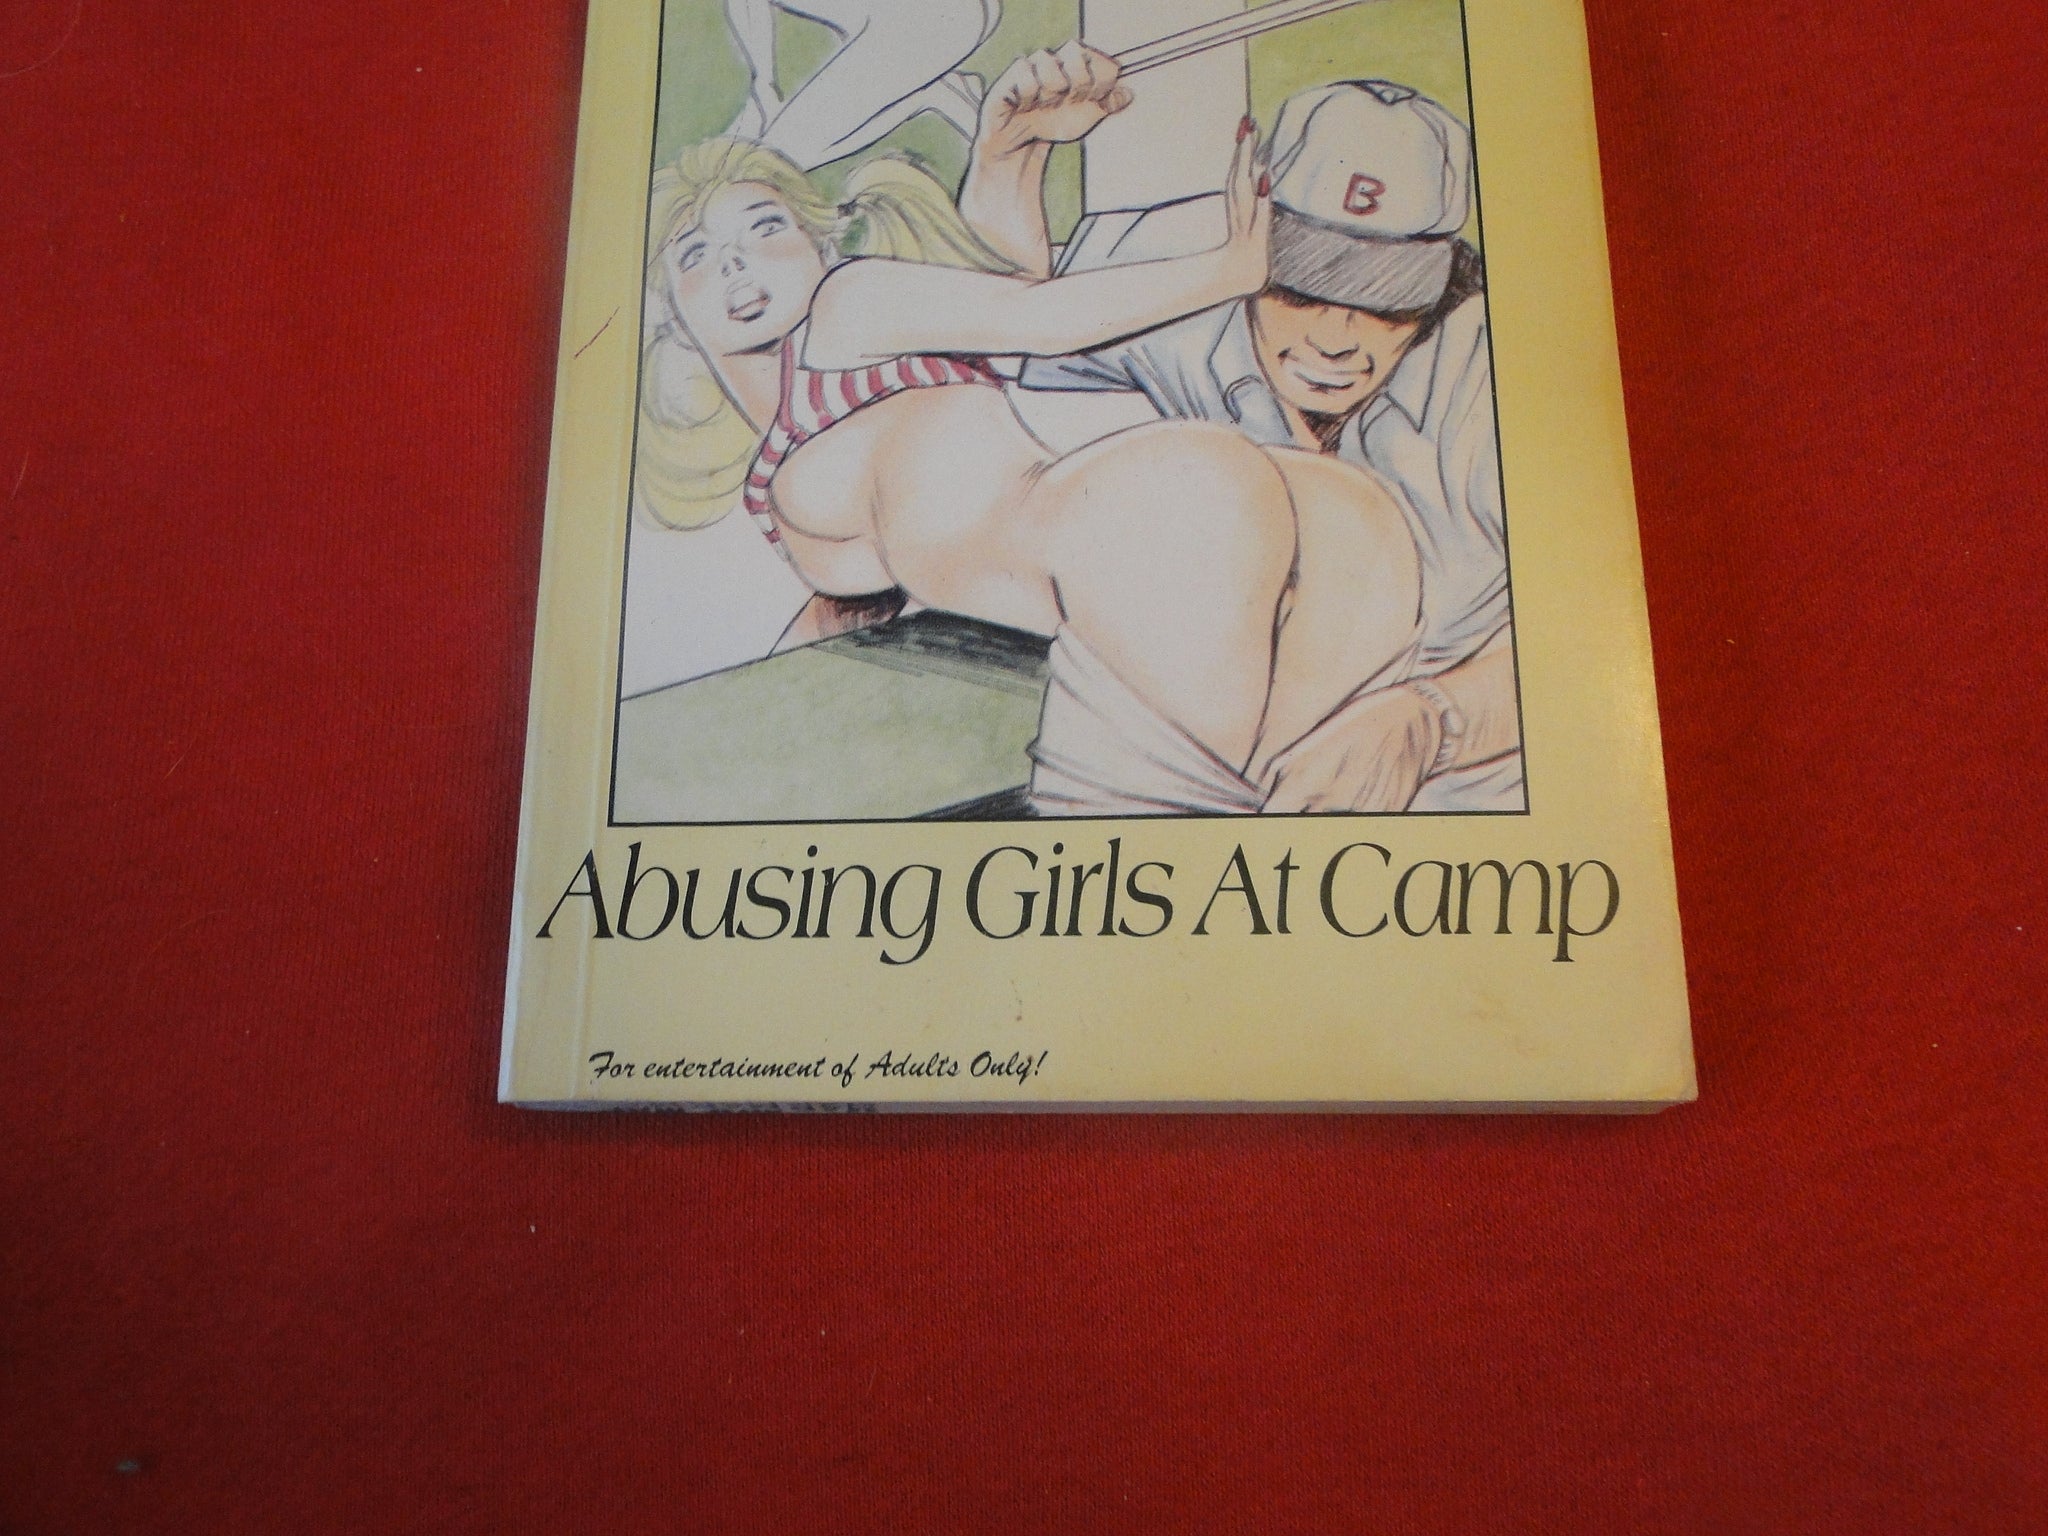 B
Abusing Girls At Camp
For entertainment of Adults Only!